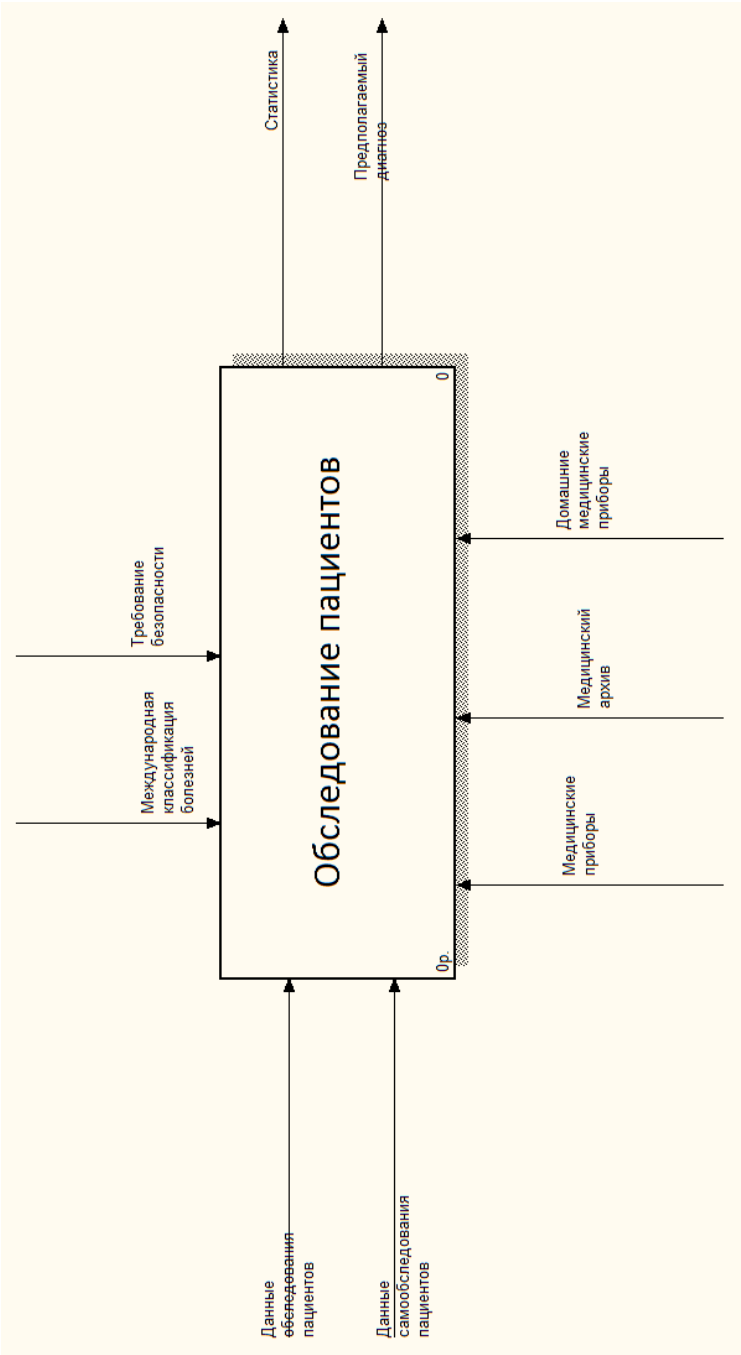 Международная
классификация
болезней
Требование
безопасности
Данные
обследования
пациентов
Данные
самообследования
пациентов
Обследование пациентов
0р.
0
Статистика
Предполагаемый
диагноз
Медицинские
приборы
Медицинский
архив
Домашние
медицинские
приборы